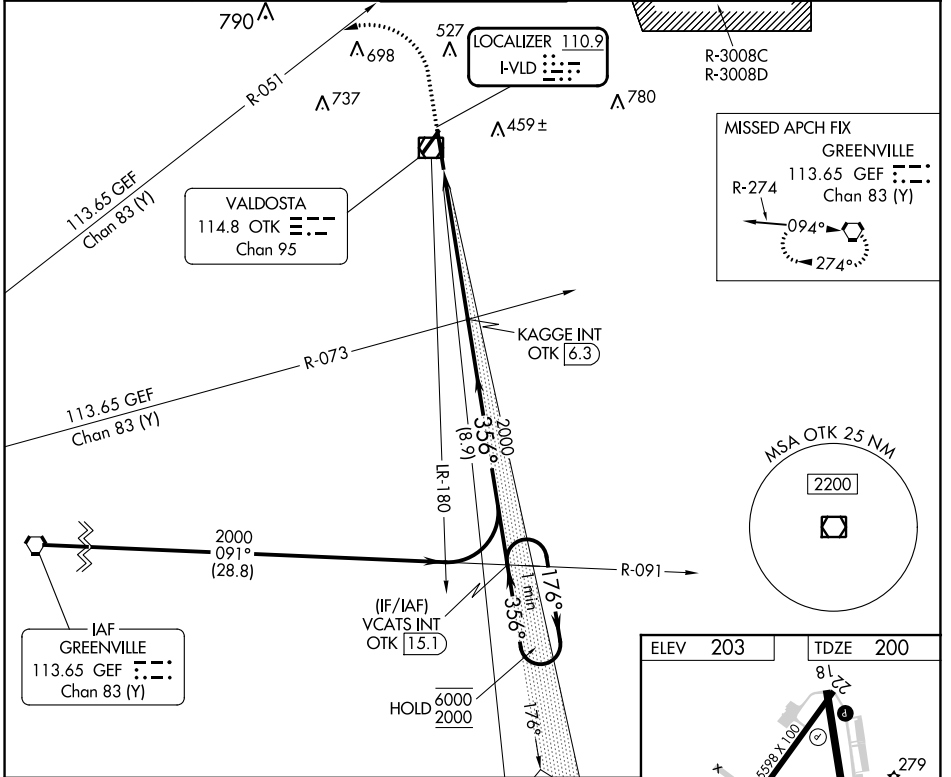 790
698
527
LOCALIZER 110.9
I-VLD
R-3008C
R-3008D
R-051
737
780
459 ±
113.65 GEF
Chan 83 (Y)
VALDOSTA
114.8 OTK
Chan 95
MISSED APCH FIX
GREENVILLE
113.65 GEF
Chan 83 (Y)
R-274
094°
274°
KAGGE INT
OTK 6.3
R-073
113.65 GEF
Chan 83 (Y)
2000
356°
(8.9)
LR-180
MSA OTK 25 NM
2200
2000
091°
(28.8)
R-091
(IF/IAF)
VCATS INT
OTK 15.1
176°
1 min
356°
IAF
GREENVILLE
113.65 GEF
Chan 83 (Y)
HOLD 6000
2000
176°
ELEV 203
TDZE 200
18
22
P
P
5598 X 100
279
x